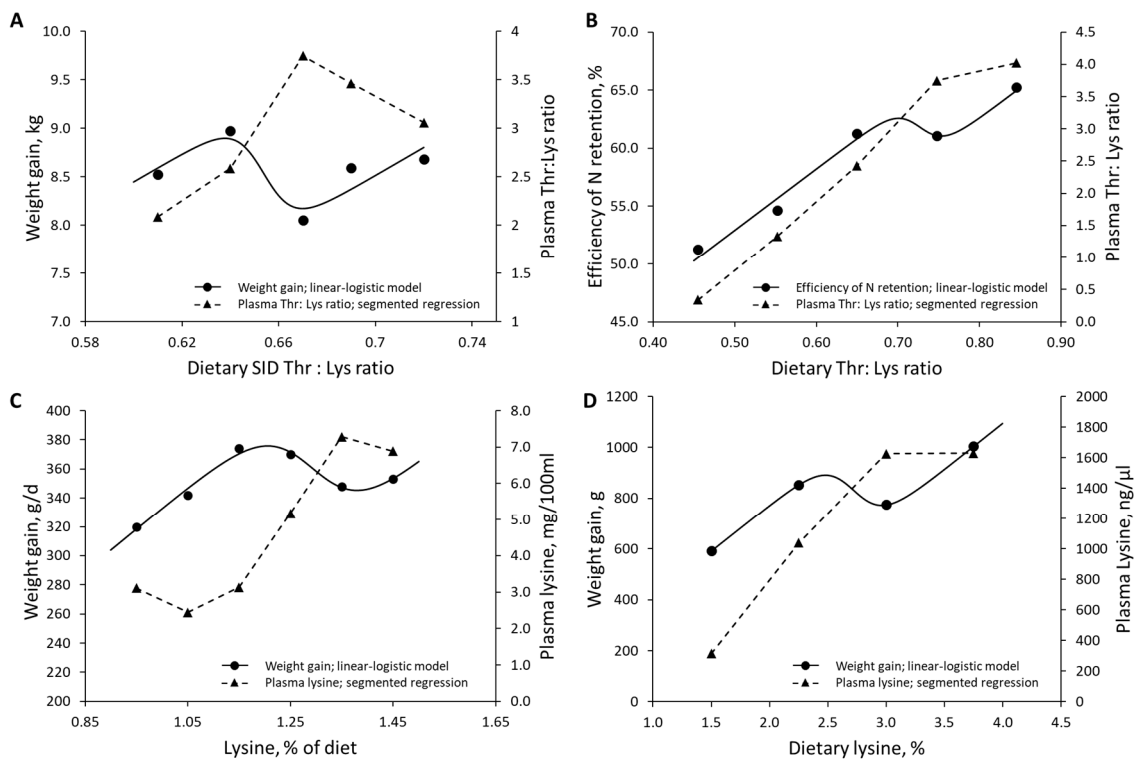 A
Weight gain, kg
10.0
9.5
9.0
8.5
8.0
7.5
7.0
4
3.5
3
2.5
2
1.5
1
Plasma Thr:Lys ratio
Weight gain; linear-logistic model
Plasma Thr: Lys ratio; segmented regression
0.58 0.62 0.66 0.7 0.74
Dietary SID Thr : Lys ratio
B
Efficiency of N retention, %
70.0
65.0
60.0
55.0
50.0
45.0
4.5
4.0
3.5
3.0
2.5
2.0
1.5
1.0
0.5
0.0
Plasma Thr: Lys ratio
Efficiency of N retention; linear-logistic model
Plasma Thr: Lys ratio; segmented regression
0.40 0.50 0.60 0.70 0.80 0.90
Dietary Thr: Lys ratio
C
Weight gain, g/d
400
380
360
340
320
300
280
260
240
220
200
8.0
7.0
6.0
5.0
4.0
3.0
2.0
1.0
0.0
Plasma lysine, mg/100ml
Weight gain; linear-logistic model
Plasma lysine; segmented regression
0.85 1.05 1.25 1.45 1.65
Lysine, % of diet
D
Weight gain, g
1200
1000
800
600
400
200
0
2000
1800
1600
1400
1200
1000
800
600
400
200
0
Plasma Lysine, ng/μl
Weight gain; linear-logistic model
Plasma lysine; segmented regression
1.0 1.5 2.0 2.5 3.0 3.5 4.0 4.5
Dietary lysine, %